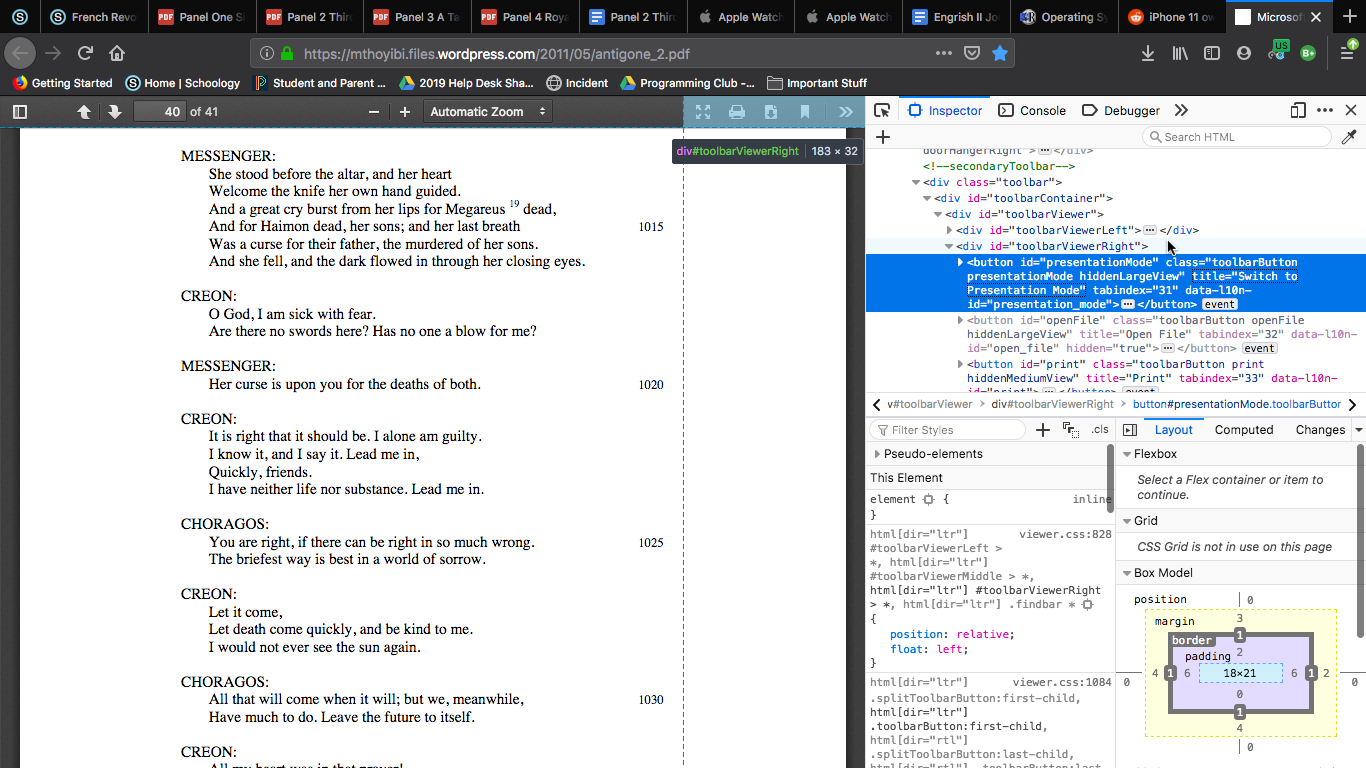 French Revo
Panel One S
Panel 2 Thir
Panel 3 A Ta
Panel 4 Roy
Panel 2 Thir
Apple Watch
Apple Watch
Engrish II Jo
Operating Sy
iPhone 11 ov
Microsof
https://mthoyibi.files.wordpress.com/2011/05/antigone_2.pdf
US
B+
Getting Started
Home | Schoology
Student and Parent ...
2019 Help Desk Sha...
Incident
Programming Club -...
Important Stuff
40 of 41
Automatic Zoom
div#toolbarViewerRight 183 × 32
MESSENGER:
She stood before the altar, and her heart
Welcome the knife her own hand guided.
And a great cry burst from her lips for Megareus 19 dead,
And for Haimon dead, her sons; and her last breath 1015
Was a curse for their father, the murdered of her sons.
And she fell, and the dark flowed in through her closing eyes.
CREON:
O God, I am sick with fear.
Are there no swords here? Has no one a blow for me?
MESSENGER:
Her curse is upon you for the deaths of both. 1020
CREON:
It is right that it should be. I alone am guilty.
I know it, and I say it. Lead me in,
Quickly, friends.
I have neither life nor substance. Lead me in.
CHORAGOS:
You are right, if there can be right in so much wrong. 1025
The briefest way is best in a world of sorrow.
CREON:
Let it come,
Let death come quickly, and be kind to me.
I would not ever see the sun again.
CHORAGOS:
All that will come when it will; but we, meanwhile, 1030
Have much to do. Leave the future to itself.
CREON:
All my heart was in that prayer!
Inspector
Console
Debugger
Search HTML
doorHangerRight"></div>
<!--secondaryToolbar-->
<div class="toolbar">
<div id="toolbarContainer">
<div id="toolbarViewer">
<div id="toolbarViewerLeft"></div>
<div id="toolbarViewerRight">
<button id="presentationMode" class="toolbarButton
presentationMode hiddenLargeView" title="Switch to
Presentation Mode" tabindex="31" data-l10n-
id="presentation_mode"></button> event
<button id="openFile" class="toolbarButton openFile
hiddenLargeView" title="Open File" tabindex="32" data-l10n-
id="open_file" hidden="true"></button> event
<button id="print" class="toolbarButton print
hiddenMediumView" title="Print" tabindex="33" data-l10n-
id="print"></button> event
v#toolbarViewer
div#toolbarViewerRight
button#presentationMode.toolbarButtor
Filter Styles
.cls
Pseudo-elements
This Element
element { inline
}
html[dir="ltr"] viewer.css:828
#toolbarViewerLeft >
*, html[dir="ltr"]
#toolbarViewerMiddle > *,
html[dir="ltr"] #toolbarViewerRight
> *, html[dir="ltr"] .findbar *
{
position: relative;
float: left;
}
html[dir="ltr"] viewer.css:1084
.splitToolbarButton:first-child,
html[dir="ltr"]
.toolbarButton:first-child,
html[dir="rtl"]
.splitToolbarButton:last-child,
html[dir="rtl"] .toolbarButton:last
Layout
Computed
Changes
Flexbox
Select a Flex container or item to
continue.
Grid
CSS Grid is not in use on this page
Box Model
position 0
margin 3
border 1
padding 2
0 4 1 6 18×21 6 1 2 0
0
1
4
0